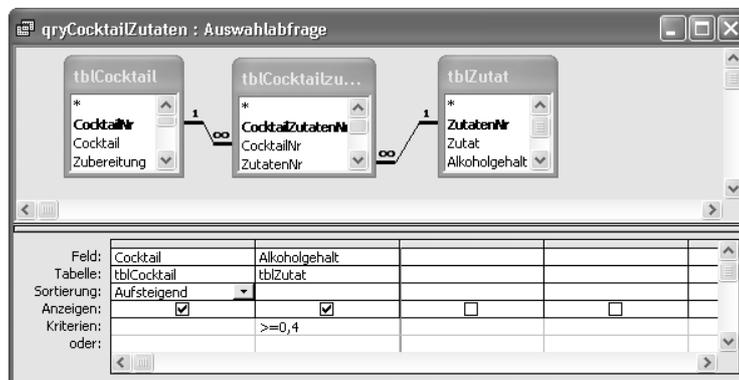 qryCocktailZutaten : Auswahlabfrage
tblCocktail
*
CocktailNr
Cocktail
Zubereitung
1
∞
tblCocktailzu...
*
CocktailZutatenNr
CocktailNr
ZutatenNr
∞
1
tblZutat
*
ZutatenNr
Zutat
Alkoholgehalt
Feld: Cocktail Alkoholgehalt
Tabelle: tblCocktail tblZutat
Sortierung: Aufsteigend
Anzeigen:
Kriterien: >=0,4
oder: